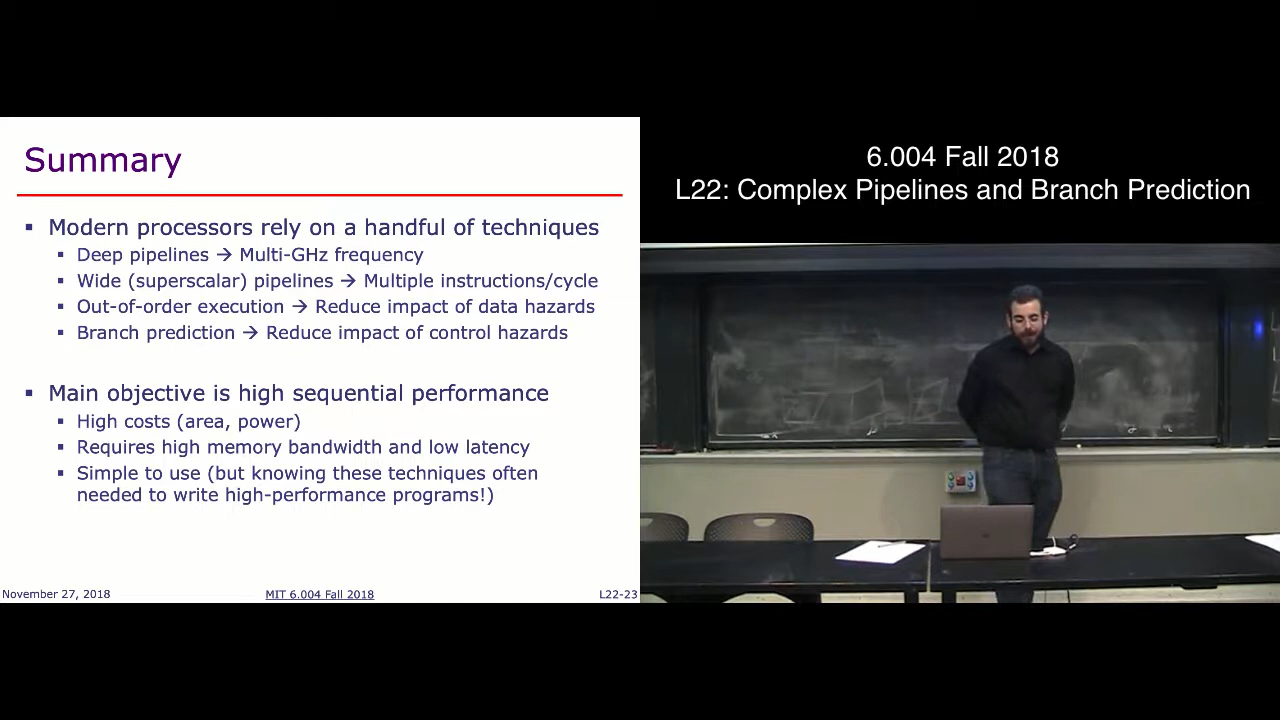 Summary
▪ Modern processors rely on a handful of techniques
▪ Deep pipelines → Multi-GHz frequency
▪ Wide (superscalar) pipelines → Multiple instructions/cycle
▪ Out-of-order execution → Reduce impact of data hazards
▪ Branch prediction → Reduce impact of control hazards
▪ Main objective is high sequential performance
▪ High costs (area, power)
▪ Requires high memory bandwidth and low latency
▪ Simple to use (but knowing these techniques often
needed to write high-performance programs!)
November 27, 2018
MIT 6.004 Fall 2018
L22-23
6.004 Fall 2018
L22: Complex Pipelines and Branch Prediction